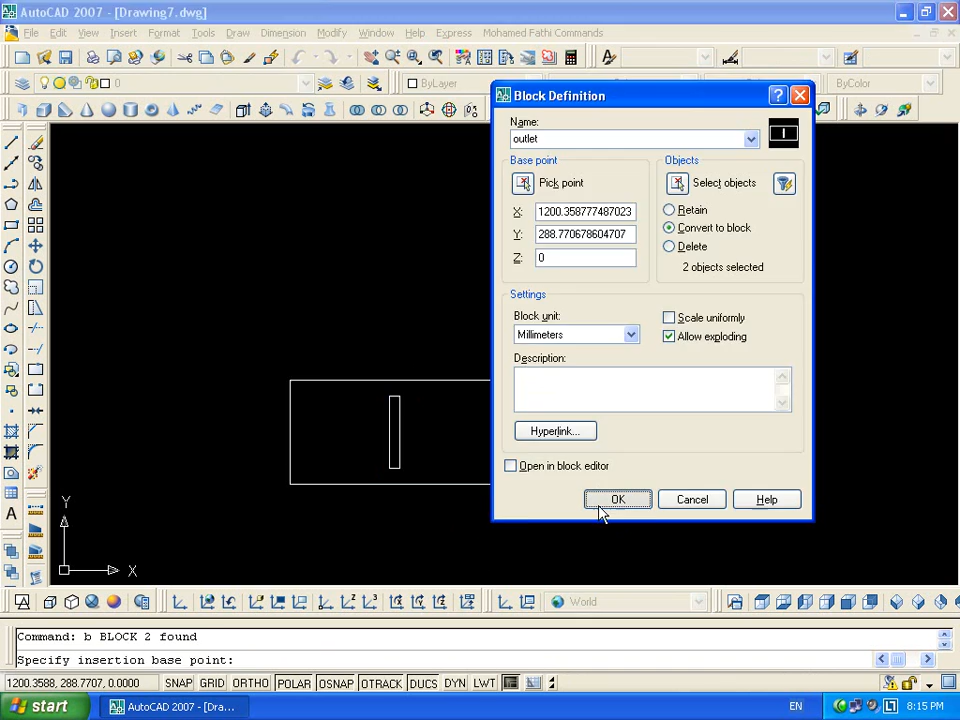 AutoCAD 2007 - [Drawing7.dwg]
File Edit View Insert Format Tools Draw Dimension Modify Window Help Express Mohamed Fathi Commands
0
ByLayer
ByColor
Block Definition
Name:
outlet
Base point
Pick point
X: 1200.358777487023
Y: 288.770678604707
Z: 0
Objects
Select objects
Retain
Convert to block
Delete
2 objects selected
Settings
Block unit:
Millimeters
Scale uniformly
Allow exploding
Description:
Hyperlink...
Open in block editor
OK Cancel Help
Y
X
World
Command: b BLOCK 2 found
Specify insertion base point:
1200.3588, 288.7707, 0.0000 SNAP GRID ORTHO POLAR OSNAP OTRACK DUCS DYN LWT
start AutoCAD 2007 - [Dra... EN 8:15 PM